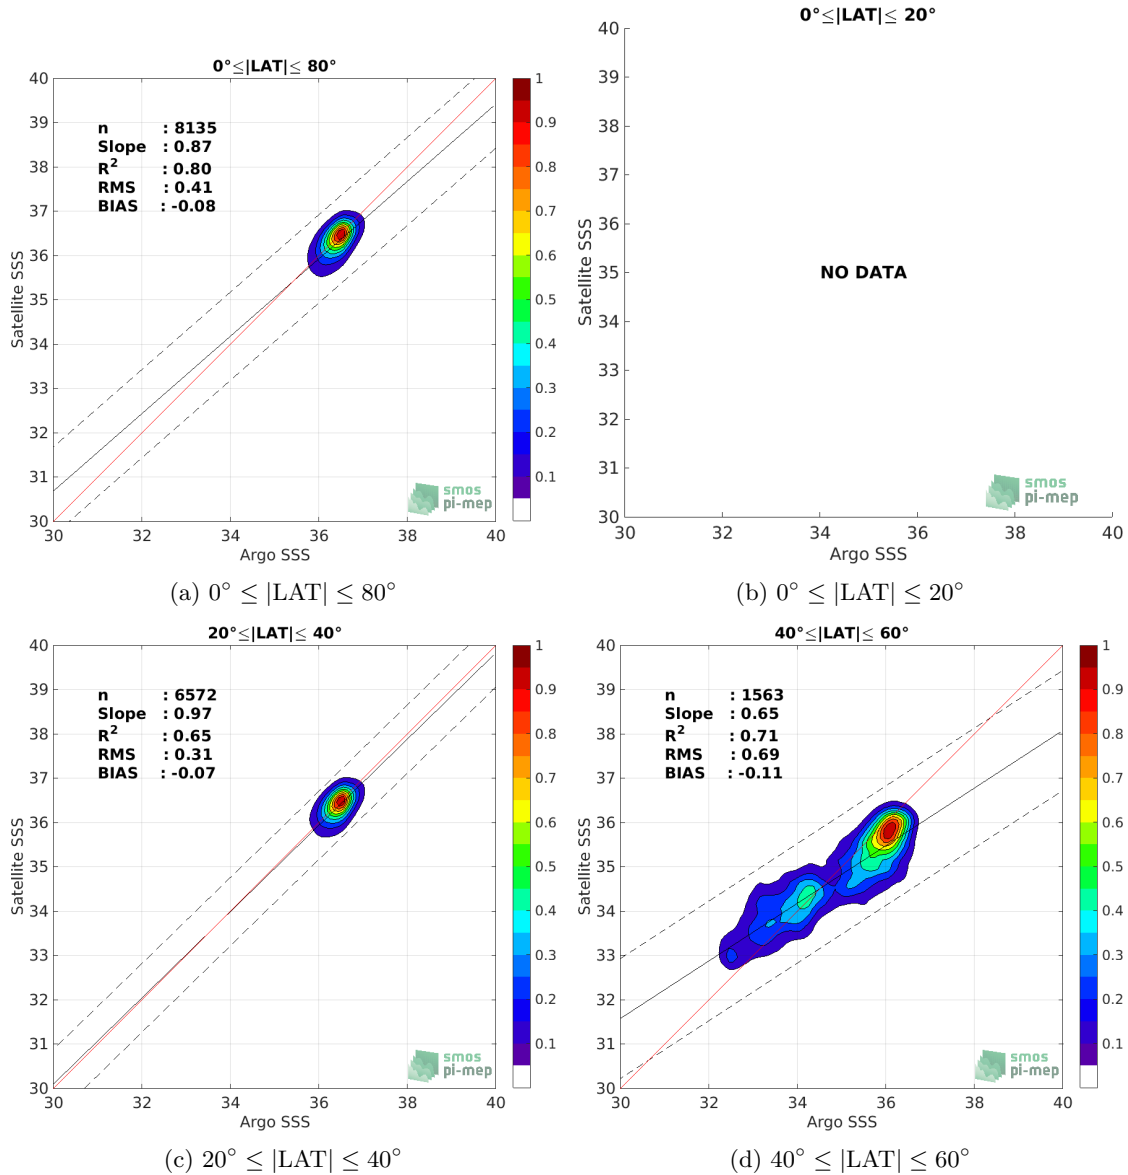 0°≤|LAT|≤ 80°
40
39
38
37
36
35
34
33
32
31
30
Satellite SSS
n : 8135
Slope : 0.87
R² : 0.80
RMS : 0.41
BIAS : -0.08
1
0.9
0.8
0.7
0.6
0.5
0.4
0.3
0.2
0.1
smos
pi-mep
30 32 34 36 38 40
Argo SSS
(a) 0° ≤ |LAT| ≤ 80°
0°≤|LAT|≤ 20°
40
39
38
37
36
35
34
33
32
31
30
Satellite SSS
NO DATA
smos
pi-mep
30 32 34 36 38 40
Argo SSS
(b) 0° ≤ |LAT| ≤ 20°
20°≤|LAT|≤ 40°
40
39
38
37
36
35
34
33
32
31
30
Satellite SSS
n : 6572
Slope : 0.97
R² : 0.65
RMS : 0.31
BIAS : -0.07
1
0.9
0.8
0.7
0.6
0.5
0.4
0.3
0.2
0.1
smos
pi-mep
30 32 34 36 38 40
Argo SSS
(c) 20° ≤ |LAT| ≤ 40°
40°≤|LAT|≤ 60°
40
39
38
37
36
35
34
33
32
31
30
Satellite SSS
n : 1563
Slope : 0.65
R² : 0.71
RMS : 0.69
BIAS : -0.11
1
0.9
0.8
0.7
0.6
0.5
0.4
0.3
0.2
0.1
smos
pi-mep
30 32 34 36 38 40
Argo SSS
(d) 40° ≤ |LAT| ≤ 60°